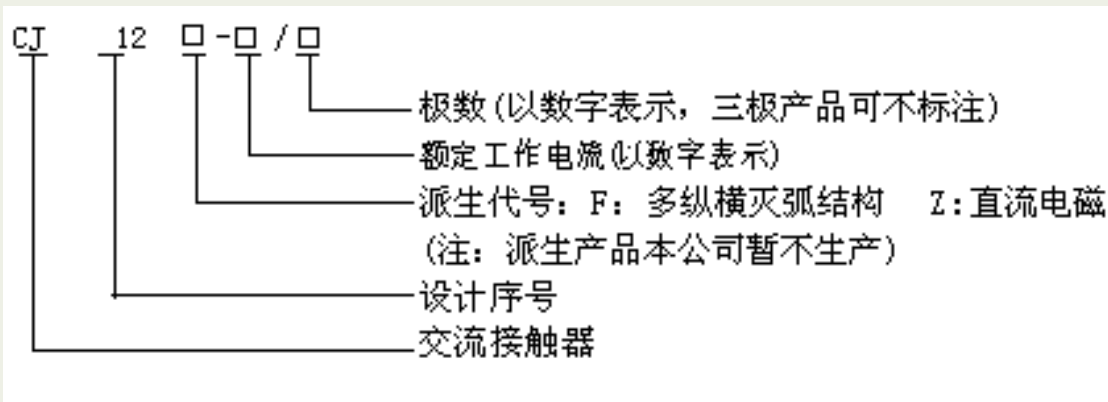 CJ 12 □-□/□
极数(以数字表示，三极产品可不标注)
额定工作电流(以数字表示)
派生代号：F：多纵横灭弧结构 Z:直流电磁
(注：派生产品本公司暂不生产)
设计序号
交流接触器